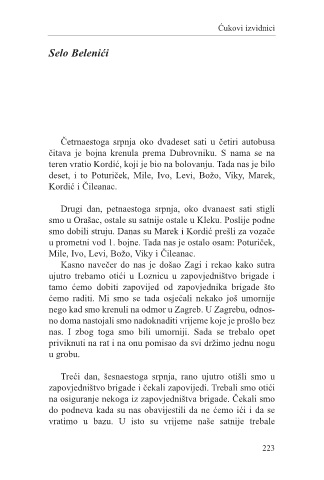 Ćukovi izvidnici
Selo Belenići
Četrnaestoga srpnja oko dvadeset sati u četiri autobusa
čitava je bojna krenula prema Dubrovniku. S nama se na
teren vratio Kordić, koji je bio na bolovanju. Tada nas je bilo
deset, i to Poturiček, Mile, Ivo, Levi, Božo, Viky, Marek,
Kordić i Čileanac.
Drugi dan, petnaestoga srpnja, oko dvanaest sati stigli
smo u Orašac, ostale su satnije ostale u Kleku. Poslije podne
smo dobili struju. Danas su Marek i Kordić prešli za vozače
u prometni vod 1. bojne. Tada nas je ostalo osam: Poturiček,
Mile, Ivo, Levi, Božo, Viky i Čileanac.
Kasno navečer do nas je došao Zagi i rekao kako sutra
ujutro trebamo otići u Loznicu u zapovjedništvo brigade i
tamo ćemo dobiti zapovijed od zapovjednika brigade što
ćemo raditi. Mi smo se tada osjećali nekako još umornije
nego kad smo krenuli na odmor u Zagreb. U Zagrebu, odnos-
no doma nastojali smo nadoknaditi vrijeme koje je prošlo bez
nas. I zbog toga smo bili umorniji. Sada se trebalo opet
priviknuti na rat i na onu pomisao da svi držimo jednu nogu
u grobu.
Treći dan, šesnaestoga srpnja, rano ujutro otišli smo u
zapovjedništvo brigade i čekali zapovijedi. Trebali smo otići
na osiguranje nekoga iz zapovjedništva brigade. Čekali smo
do podneva kada su nas obavijestili da ne ćemo ići i da se
vratimo u bazu. U isto su vrijeme naše satnije trebale
223